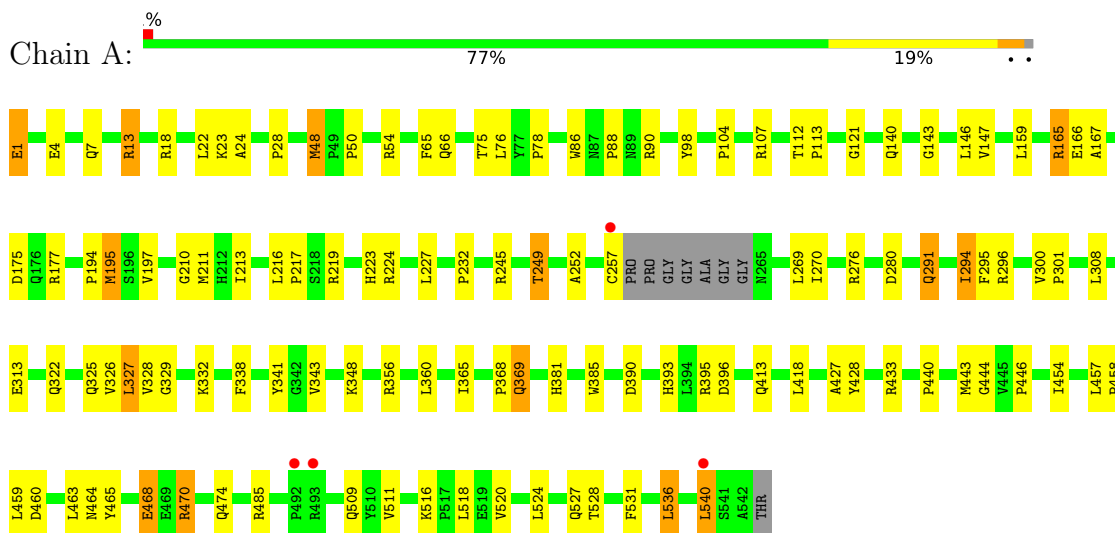 .%
Chain A:
77% 19% . .
E1 E4 Q7 R13 R18 L22 K23 A24 P28 M48 P49 P50 R54 F65 Q66 T75 L76 Y77 P78 W86 N87 P88 N89 R90 Y98 P104 R107 T112 P113 G121 Q140 G143 L146 V147 L159 R165 E166 A167
D175 Q176 R177 P194 M195 S196 V197 G210 M211 H212 I213 L216 P217 S218 R219 H223 R224 L227 P232 R245 T249 A252 C257 PRO PRO GLY GLY ALA GLY GLY N265 L269 I270 R276 D280 Q291 I294 F295 R296 V300 P301 L308
E313 Q322 Q325 V326 L327 V328 G329 K332 F338 Y341 G342 V343 K348 R356 L360 I365 P368 Q369 H381 W385 D390 H393 L394 R395 D396 Q413 L418 A427 Y428 R433 P440 M443 G444 V445 P446 I454 L457 R458
L459 D460 L463 N464 Y465 E468 E469 R470 Q474 R485 P492 R493 Q509 Y510 V511 K516 P517 L518 E519 V520 L524 Q527 T528 F531 L536 L540 S541 A542 THR